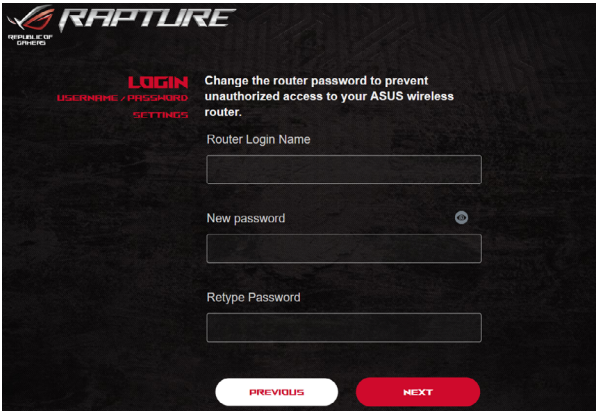 RAPTURE
REPUBLIC OF
GAMERS
LOGIN
USERNAME / PASSWORD
SETTINGS
Change the router password to prevent
unauthorized access to your ASUS wireless
router.
Router Login Name
New password
Retype Password
PREVIOUS
NEXT